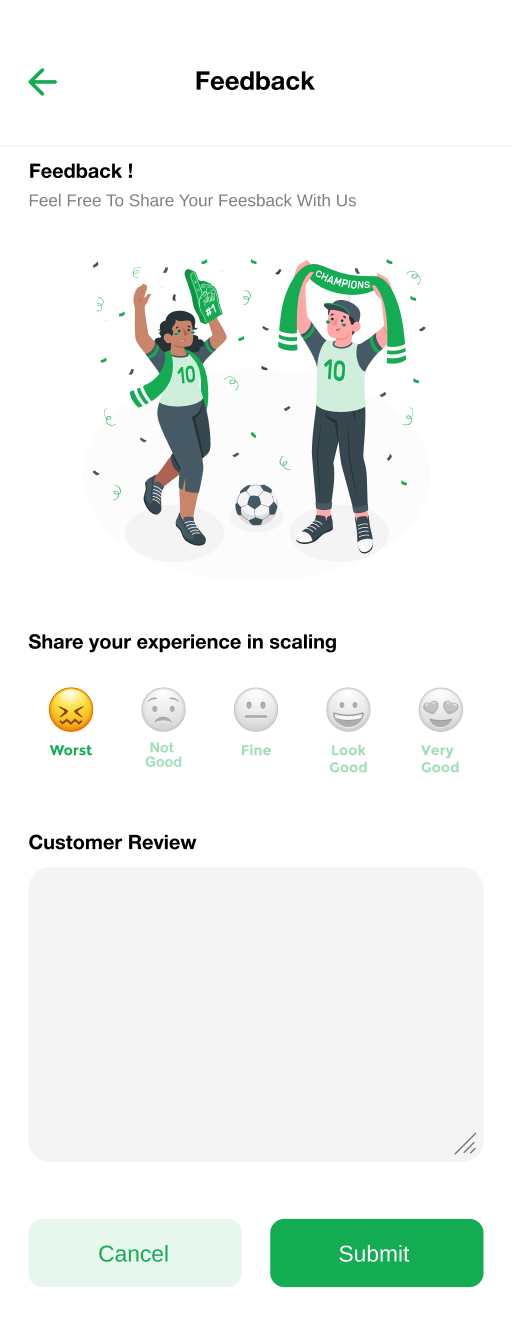 Feedback
Feedback !
Feel Free To Share Your Feesback With Us
CHAMPIONS
#1
10
10
Share your experience in scaling
Worst
Not
Good
Fine
Look
Good
Very
Good
Customer Review
Cancel
Submit